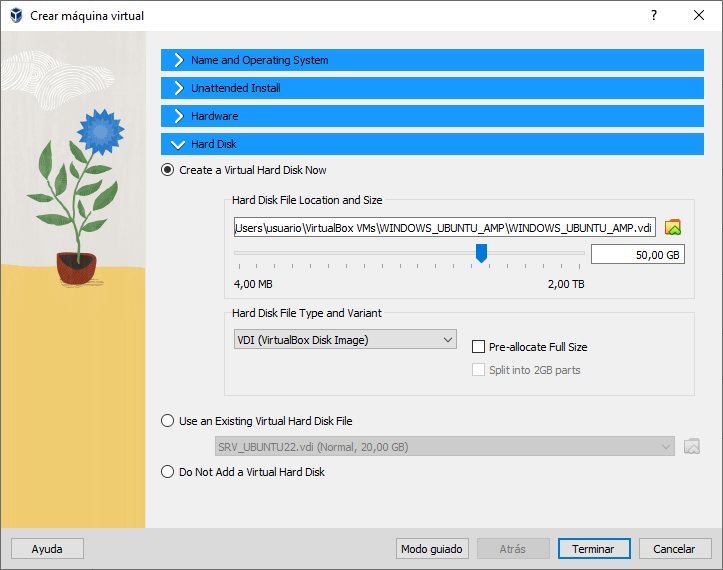 Crear máquina virtual
Name and Operating System
Unattended Install
Hardware
Hard Disk
Create a Virtual Hard Disk Now
Hard Disk File Location and Size
Users\usuario\VirtualBox VMs\WINDOWS_UBUNTU_AMP\WINDOWS_UBUNTU_AMP.vdi
50,00 GB
4,00 MB 2,00 TB
Hard Disk File Type and Variant
VDI (VirtualBox Disk Image)
Pre-allocate Full Size
Split into 2GB parts
Use an Existing Virtual Hard Disk File
SRV_UBUNTU22.vdi (Normal, 20,00 GB)
Do Not Add a Virtual Hard Disk
Ayuda Modo guiado Atrás Terminar Cancelar